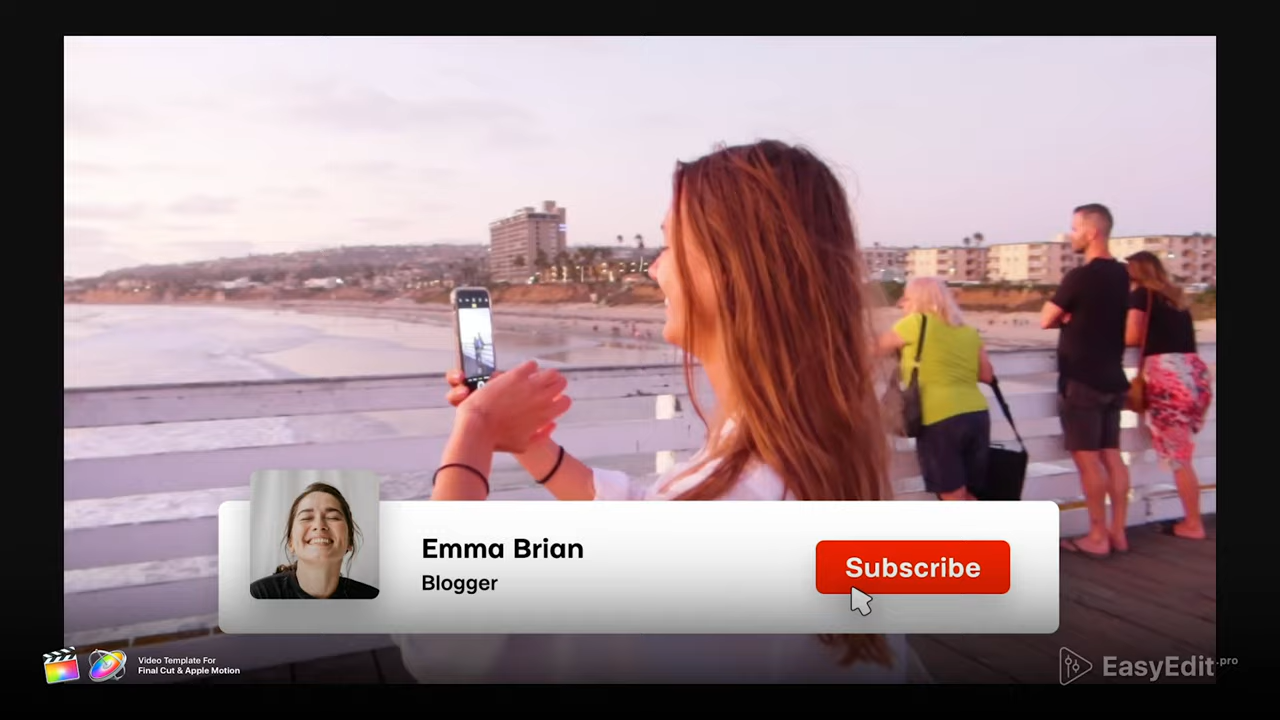 Emma Brian
Blogger
Subscribe
Video Template For
Final Cut & Apple Motion
EasyEdit.pro